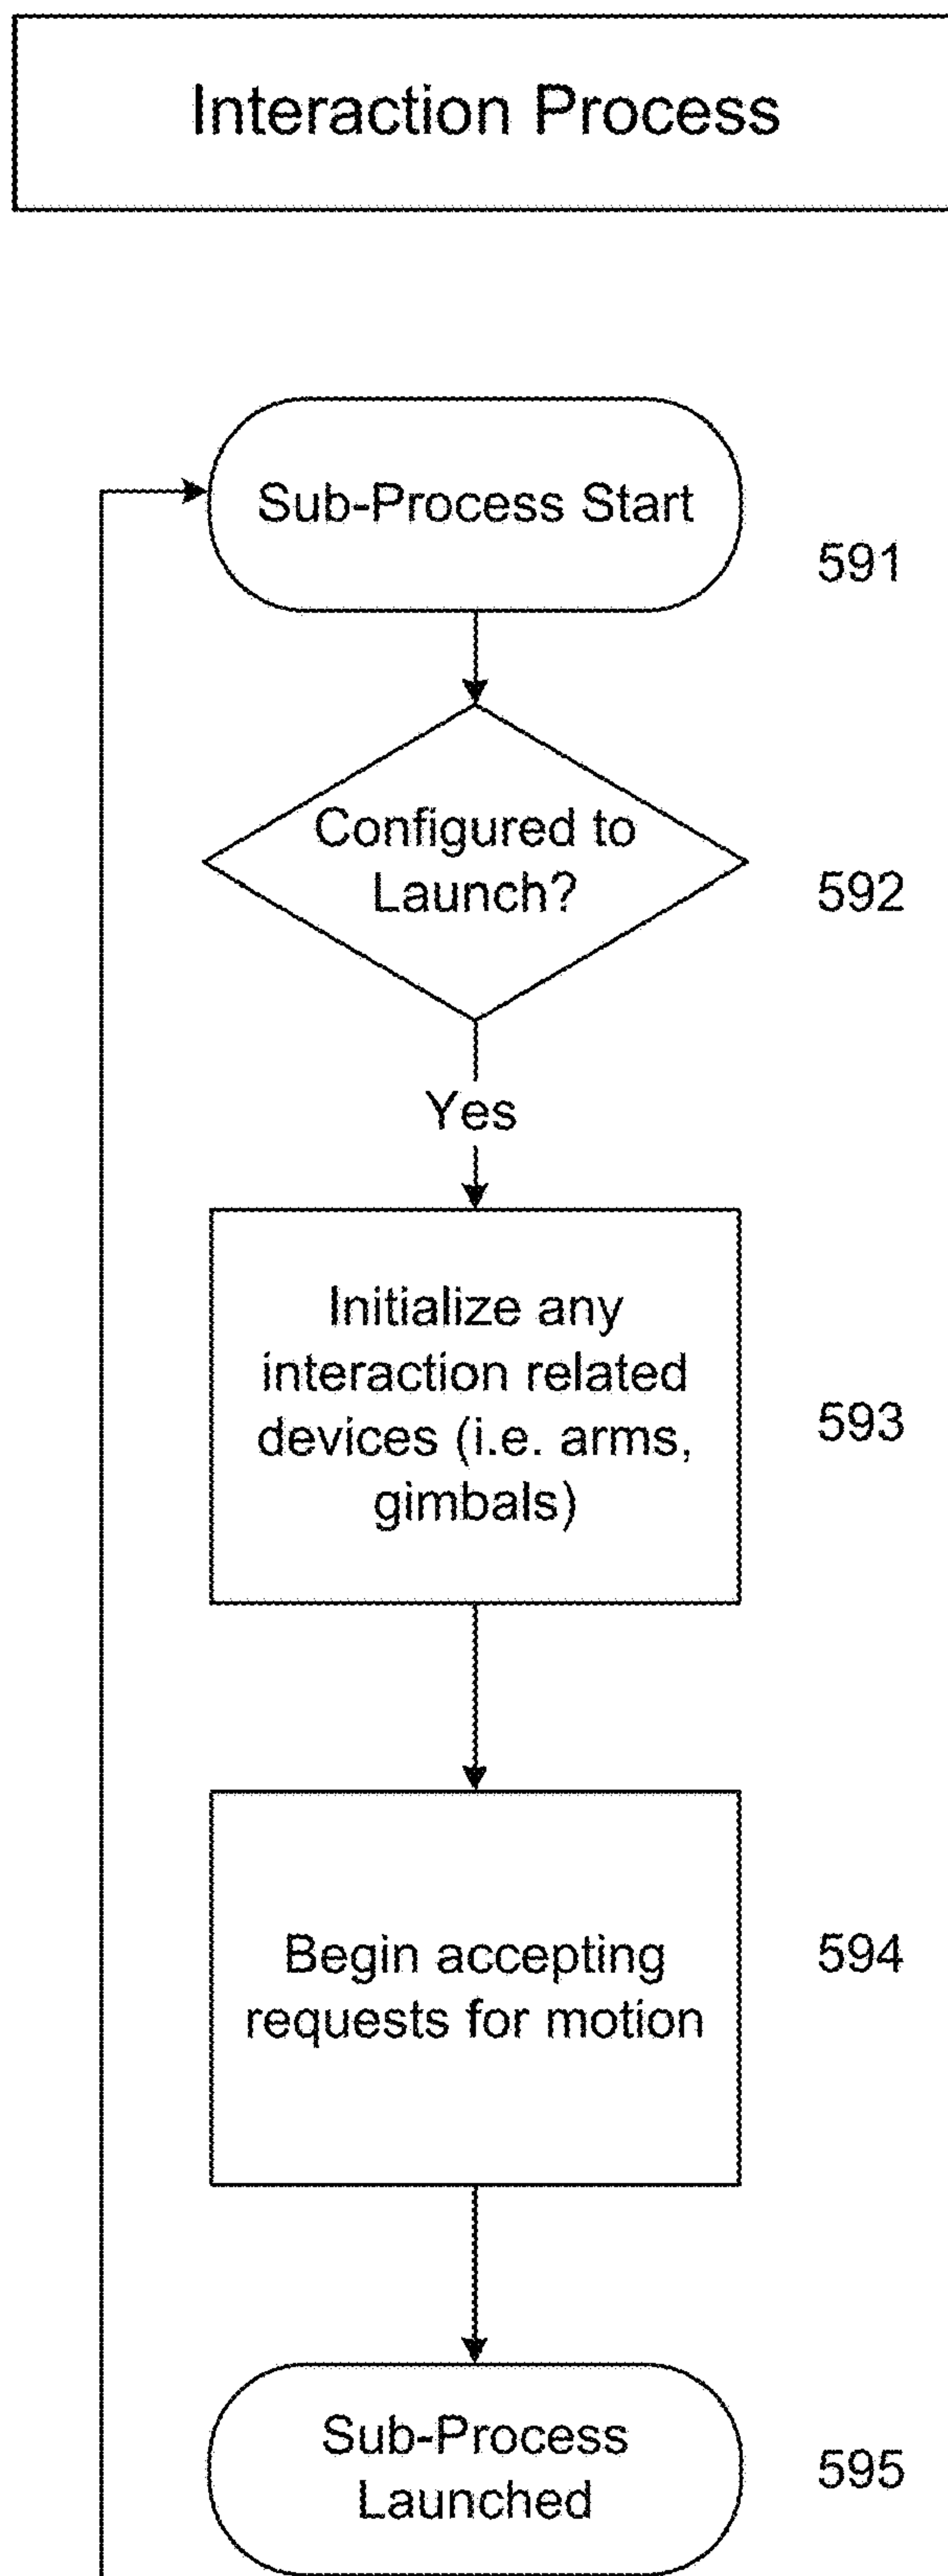 Interaction Process
Sub-Process Start
591
Configured to
Launch?
592
Yes
Initialize any
interaction related
devices (i.e. arms,
gimbals)
593
Begin accepting
requests for motion
594
Sub-Process
Launched
595